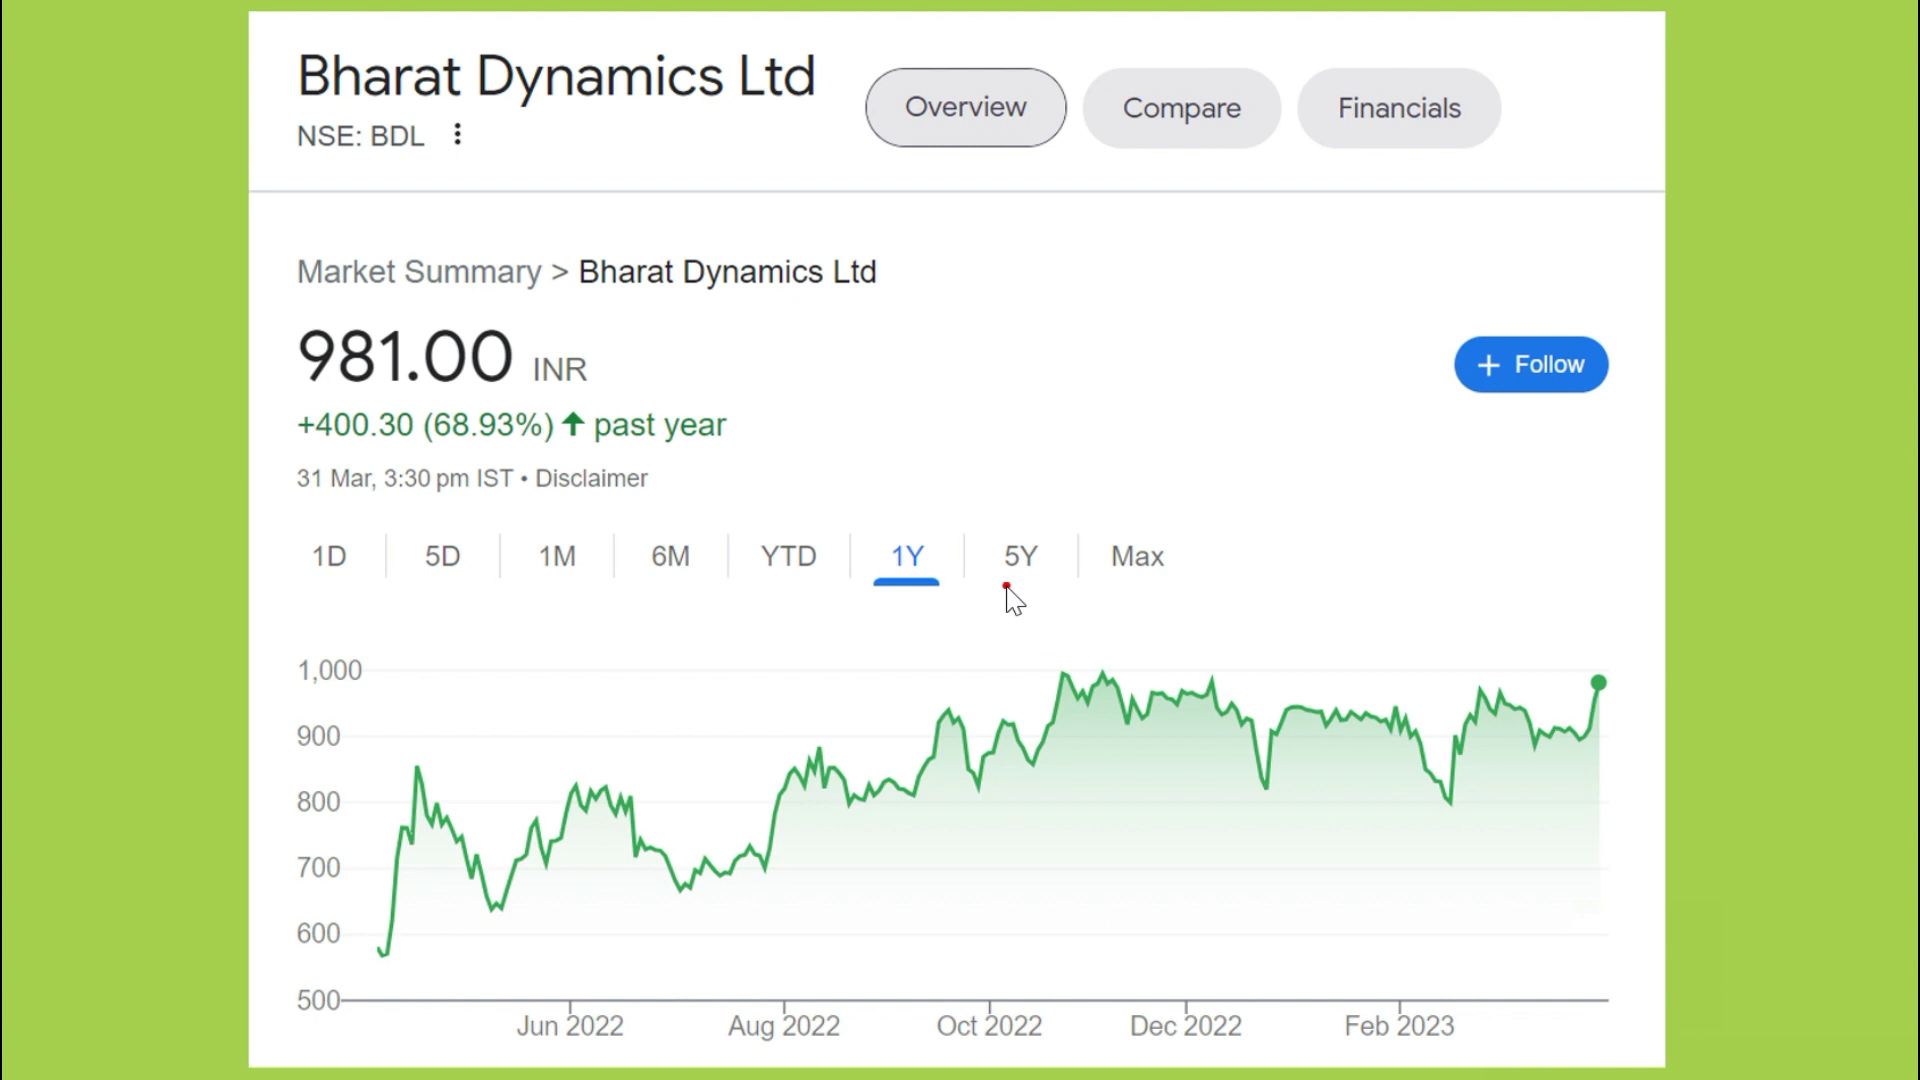 Bharat Dynamics Ltd
NSE: BDL
Overview
Compare
Financials
Market Summary > Bharat Dynamics Ltd
981.00 INR
+ Follow
+400.30 (68.93%) ↑ past year
31 Mar, 3:30 pm IST • Disclaimer
1D 5D 1M 6M YTD 1Y 5Y Max
1,000
900
800
700
600
500
Jun 2022 Aug 2022 Oct 2022 Dec 2022 Feb 2023